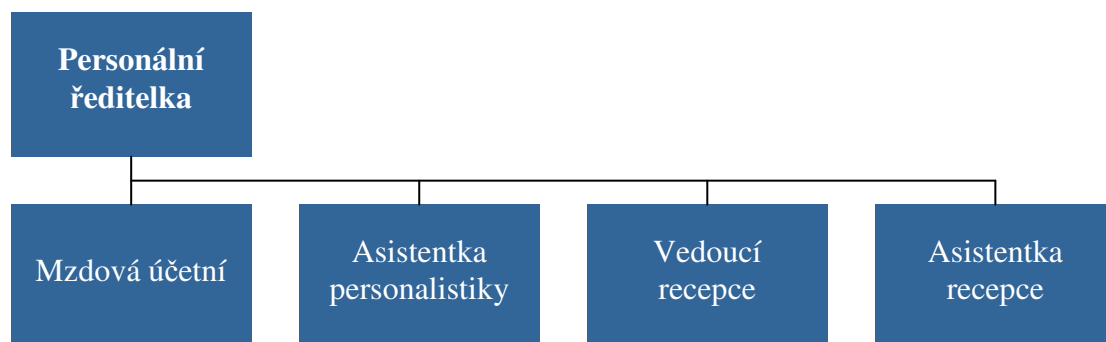 Personální
ředitelka
Mzdová účetní
Asistentka
personalistiky
Vedoucí
recepce
Asistentka
recepce